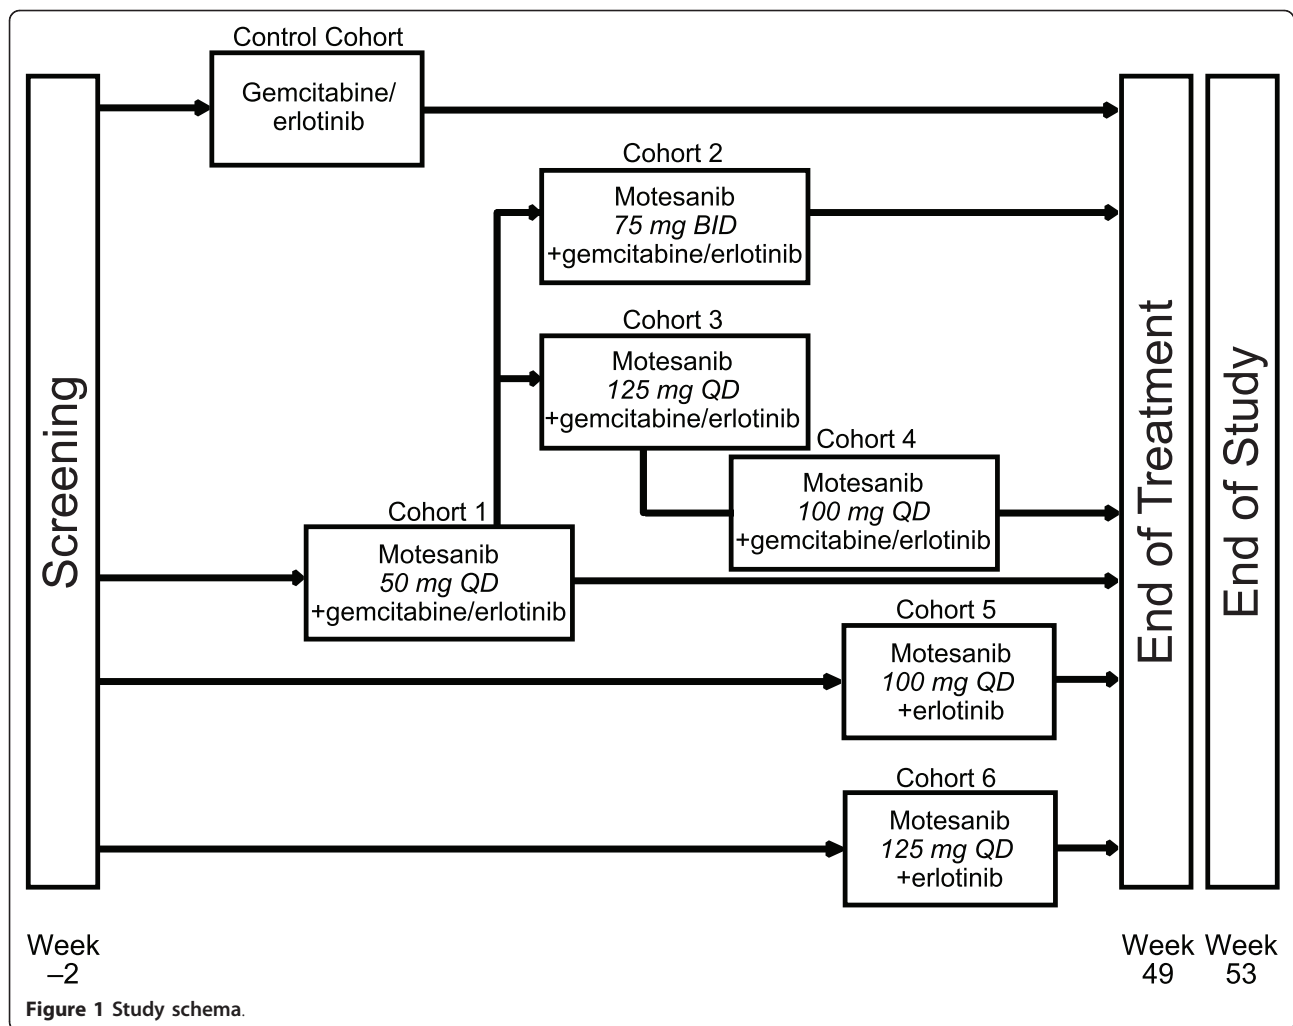 Control Cohort
Gemcitabine/
erlotinib
Cohort 2
Motesanib
75 mg BID
+gemcitabine/erlotinib
Cohort 3
Motesanib
125 mg QD
+gemcitabine/erlotinib
Cohort 4
Motesanib
100 mg QD
+gemcitabine/erlotinib
Cohort 1
Motesanib
50 mg QD
+gemcitabine/erlotinib
Cohort 5
Motesanib
100 mg QD
+erlotinib
Cohort 6
Motesanib
125 mg QD
+erlotinib
Screening
End of Treatment
End of Study
Week
–2
Week
49
Week
53
Figure 1 Study schema.